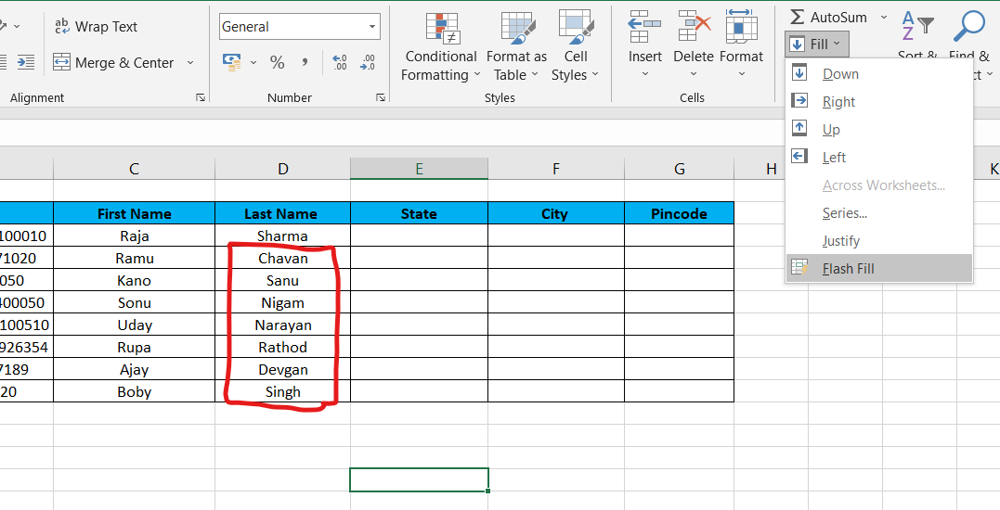 ab Wrap Text
Merge & Center
Alignment
General
% ,
.00
.00
Number
Conditional Formatting
Format as Table
Cell Styles
Styles
Insert Delete Format
Cells
AutoSum
Fill
A
Z
Sort & Find &
ct
Down
Right
Up
Left
Across Worksheets...
Series...
Justify
Flash Fill
C D E F G H K
First Name Last Name State City Pincode
100010 Raja Sharma
71020 Ramu Chavan
050 Kano Sanu
400050 Sonu Nigam
100510 Uday Narayan
926354 Rupa Rathod
7189 Ajay Devgan
20 Boby Singh